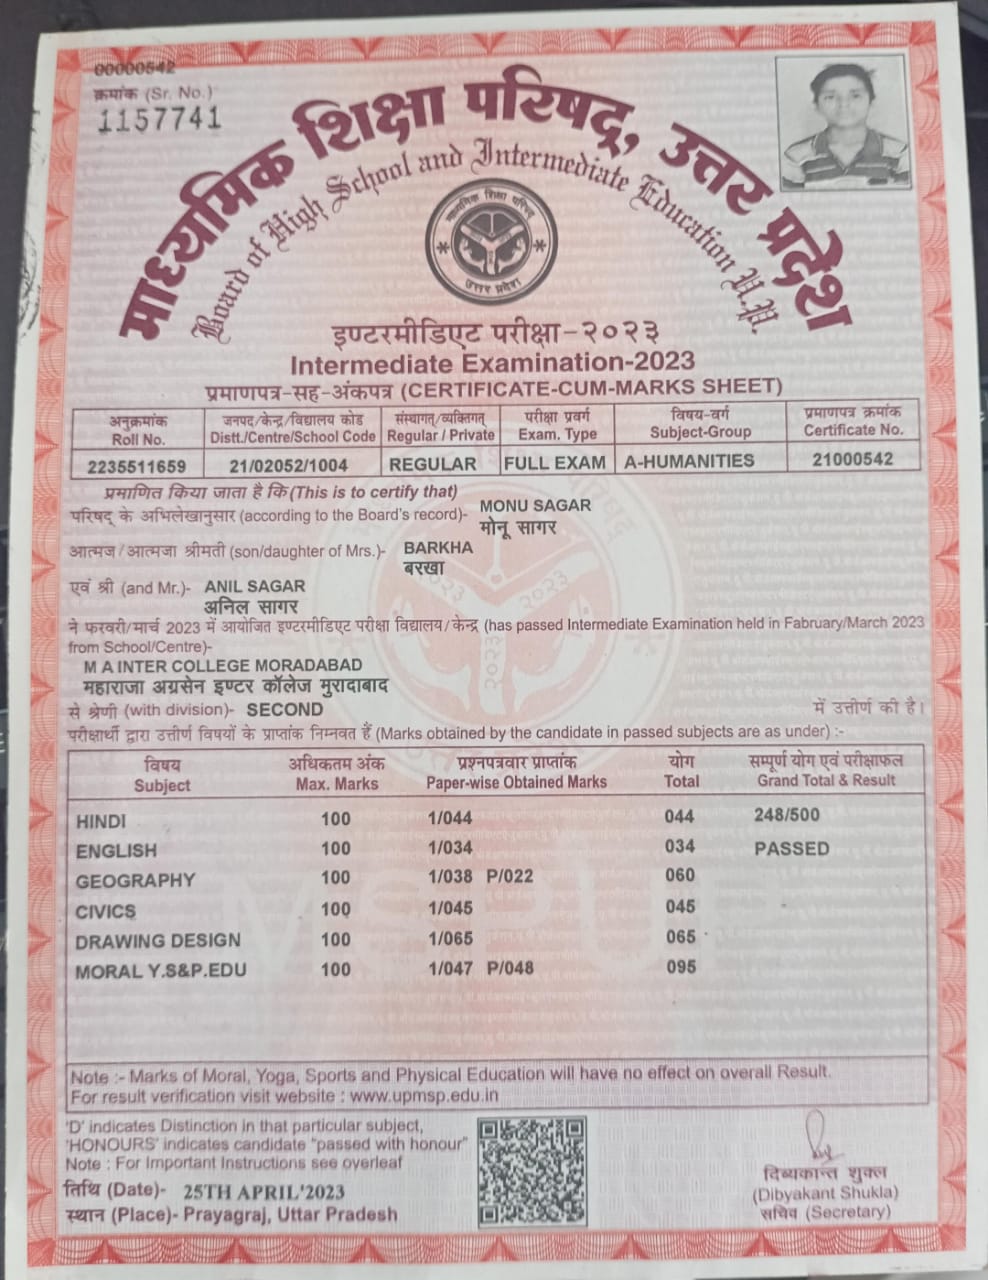 00000542
क्रमांक (Sr. No.)
1157741
माध्यमिक शिक्षा परिषद्, उत्तर प्रदेश
Board of High School and Intermediate Education U.P.
माध्यमिक शिक्षा परिषद
उत्तर प्रदेश
इण्टरमीडिएट परीक्षा-२०२३
Intermediate Examination-2023
प्रमाणपत्र-सह-अंकपत्र (CERTIFICATE-CUM-MARKS SHEET)
अनुक्रमांक जनपद/केन्द्र/विद्यालय कोड संस्थागत/व्यक्तिगत परीक्षा प्रवर्ग विषय-वर्ग प्रमाणपत्र क्रमांक
Roll No. Distt./Centre/School Code Regular / Private Exam. Type Subject-Group Certificate No.
2235511659 21/02052/1004 REGULAR FULL EXAM A-HUMANITIES 21000542
प्रमाणित किया जाता है कि (This is to certify that)
परिषद् के अभिलेखानुसार (according to the Board's record)- MONU SAGAR
मोनू सागर
आत्मज/आत्मजा श्रीमती (son/daughter of Mrs.)- BARKHA
बरखा
एवं श्री (and Mr.)- ANIL SAGAR
अनिल सागर
ने फरवरी/मार्च 2023 में आयोजित इण्टरमीडिएट परीक्षा विद्यालय/केन्द्र (has passed Intermediate Examination held in Fabruary/March 2023
from School/Centre)-
M A INTER COLLEGE MORADABAD
महाराजा अग्रसेन इण्टर कॉलेज मुरादाबाद
से श्रेणी (with division)- SECOND में उत्तीर्ण की है।
परीक्षार्थी द्वारा उत्तीर्ण विषयों के प्राप्तांक निम्नवत हैं (Marks obtained by the candidate in passed subjects are as under) :-
विषय अधिकतम अंक प्रश्नपत्रवार प्राप्तांक योग सम्पूर्ण योग एवं परीक्षाफल
Subject Max. Marks Paper-wise Obtained Marks Total Grand Total & Result
HINDI 100 1/044 044 248/500
ENGLISH 100 1/034 034 PASSED
GEOGRAPHY 100 1/038 P/022 060
CIVICS 100 1/045 045
DRAWING DESIGN 100 1/065 065
MORAL Y.S&P.EDU 100 1/047 P/048 095
Note :- Marks of Moral, Yoga, Sports and Physical Education will have no effect on overall Result.
For result verification visit website : www.upmsp.edu.in
'D' indicates Distinction in that particular subject,
'HONOURS' indicates candidate "passed with honour"
Note : For Important Instructions see overleaf
तिथि (Date)- 25TH APRIL'2023
स्थान (Place)- Prayagraj, Uttar Pradesh
दिब्यकान्त शुक्ल
(Dibyakant Shukla)
सचिव (Secretary)